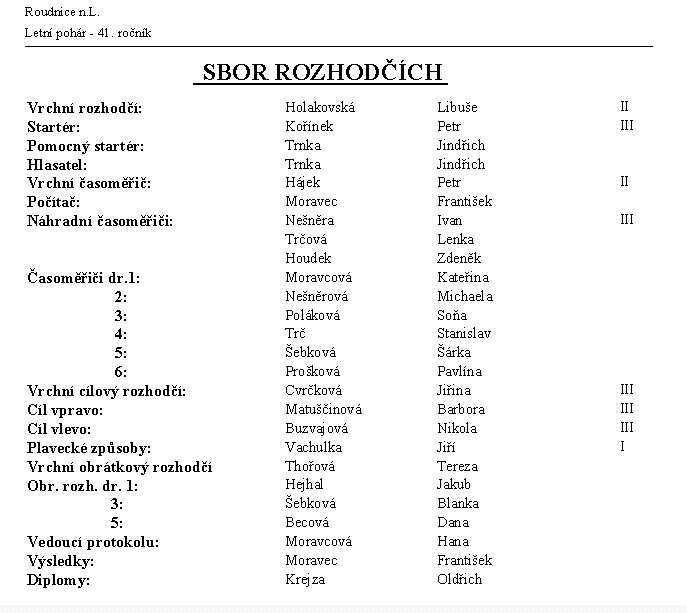 Roudnice n.L.
Letní pohár - 41. ročník
SBOR ROZHODČÍCH
Vrchní rozhodčí: Holakovská Libuše II
Startér: Kořínek Petr III
Pomocný startér: Trnka Jindřich
Hlasatel: Trnka Jindřich
Vrchní časoměřič: Hájek Petr II
Počítač: Moravec František
Náhradní časoměřiči: Nešněra Ivan III
Trčová Lenka
Houdek Zdeněk
Časoměřiči dr.1: Moravcová Kateřina
2: Nešněrová Michaela
3: Poláková Soňa
4: Trč Stanislav
5: Šebková Šárka
6: Prošková Pavlína
Vrchní cílový rozhodčí: Cvrčková Jiřina III
Cíl vpravo: Matuščinová Barbora III
Cíl vlevo: Buzvajová Nikola III
Plavecké způsoby: Vachulka Jiří I
Vrchní obrátkový rozhodčí Thořová Tereza
Obr. rozh. dr. 1: Hejhal Jakub
3: Šebková Blanka
5: Becová Dana
Vedoucí protokolu: Moravcová Hana
Výsledky: Moravec František
Diplomy: Krejza Oldřich